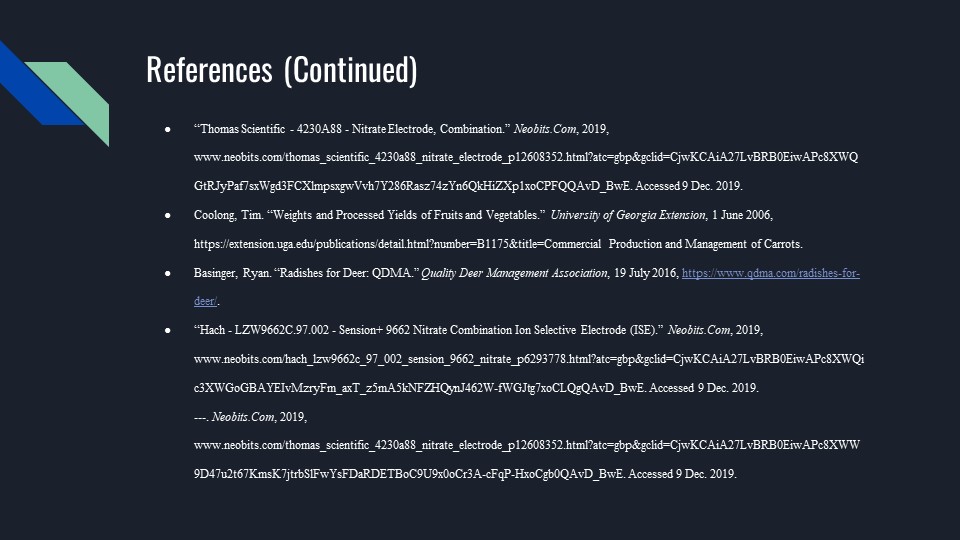 References (Continued)
● “Thomas Scientific - 4230A88 - Nitrate Electrode, Combination.” Neobits.Com, 2019,
www.neobits.com/thomas_scientific_4230a88_nitrate_electrode_p12608352.html?atc=gbp&gclid=CjwKCAiA27LvBRB0EiwAPc8XWQ
GtRJyPaf7sxWgd3FCXlmpsxgwVvh7Y286Rasz74zYn6QkHiZXp1xoCPFQQAvD_BwE. Accessed 9 Dec. 2019.
● Coolong, Tim. “Weights and Processed Yields of Fruits and Vegetables.” University of Georgia Extension, 1 June 2006,
https://extension.uga.edu/publications/detail.html?number=B1175&title=Commercial Production and Management of Carrots.
● Basinger, Ryan. “Radishes for Deer: QDMA.” Quality Deer Management Association, 19 July 2016, https://www.qdma.com/radishes-for-
deer/.
● “Hach - LZW9662C.97.002 - Sension+ 9662 Nitrate Combination Ion Selective Electrode (ISE).” Neobits.Com, 2019,
www.neobits.com/hach_lzw9662c_97_002_sension_9662_nitrate_p6293778.html?atc=gbp&gclid=CjwKCAiA27LvBRB0EiwAPc8XWQi
c3XWGoGBAYEIvMzryFm_axT_z5mA5kNFZHQynJ462W-fWGJtg7xoCLQgQAvD_BwE. Accessed 9 Dec. 2019.
---. Neobits.Com, 2019,
www.neobits.com/thomas_scientific_4230a88_nitrate_electrode_p12608352.html?atc=gbp&gclid=CjwKCAiA27LvBRB0EiwAPc8XWW
9D47u2t67KmsK7jtrbSlFwYsFDaRDETBoC9U9x0oCr3A-cFqP-HxoCgb0QAvD_BwE. Accessed 9 Dec. 2019.